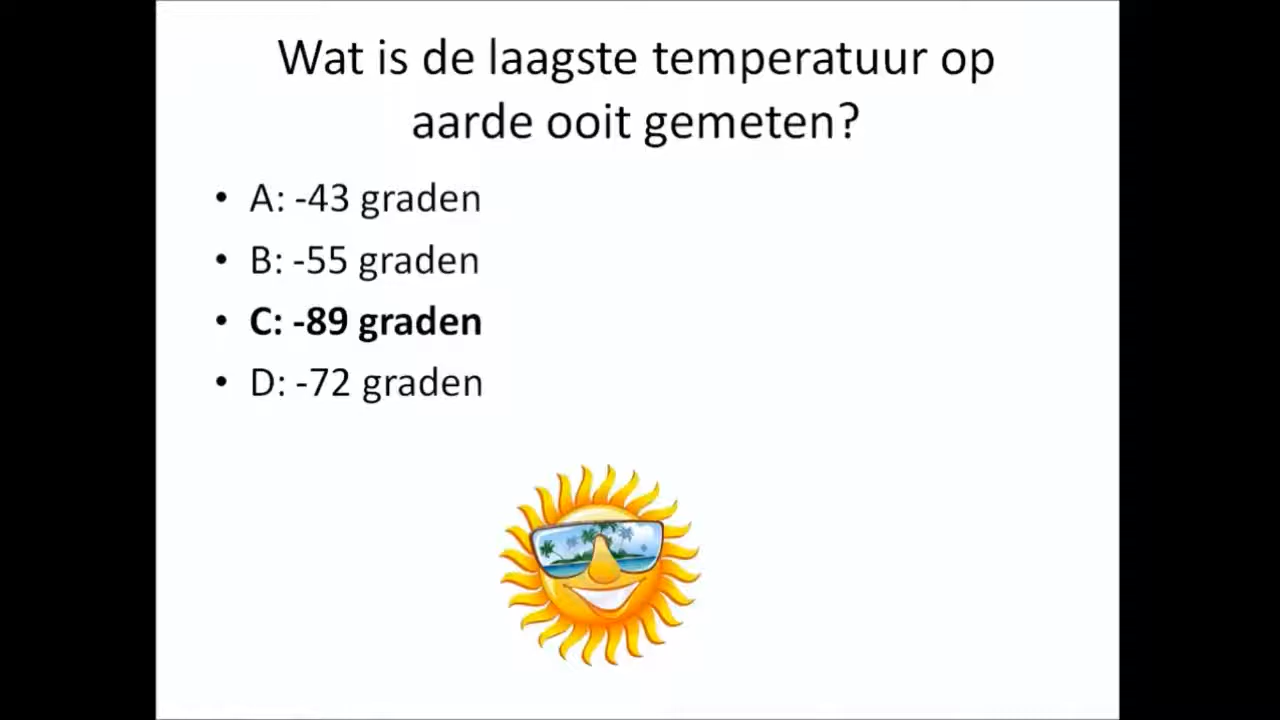 Wat is de laagste temperatuur op
aarde ooit gemeten?
• A: -43 graden
• B: -55 graden
• C: -89 graden
• D: -72 graden